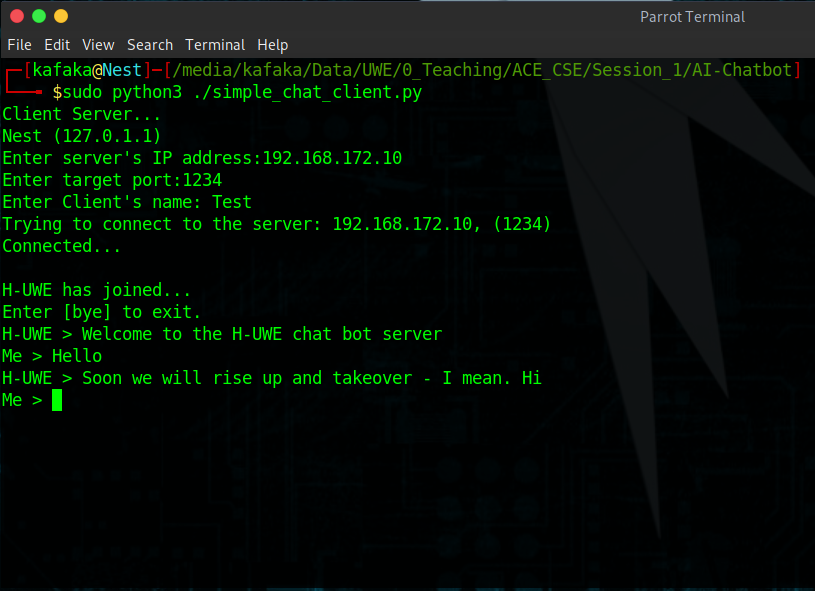 Parrot Terminal
File Edit View Search Terminal Help
┌─[kafaka@Nest]─[/media/kafaka/Data/UWE/0_Teaching/ACE_CSE/Session_1/AI-Chatbot]
└──╼ $sudo python3 ./simple_chat_client.py
Client Server...
Nest (127.0.1.1)
Enter server's IP address:192.168.172.10
Enter target port:1234
Enter Client's name: Test
Trying to connect to the server: 192.168.172.10, (1234)
Connected...
H-UWE has joined...
Enter [bye] to exit.
H-UWE > Welcome to the H-UWE chat bot server
Me > Hello
H-UWE > Soon we will rise up and takeover - I mean. Hi
Me >